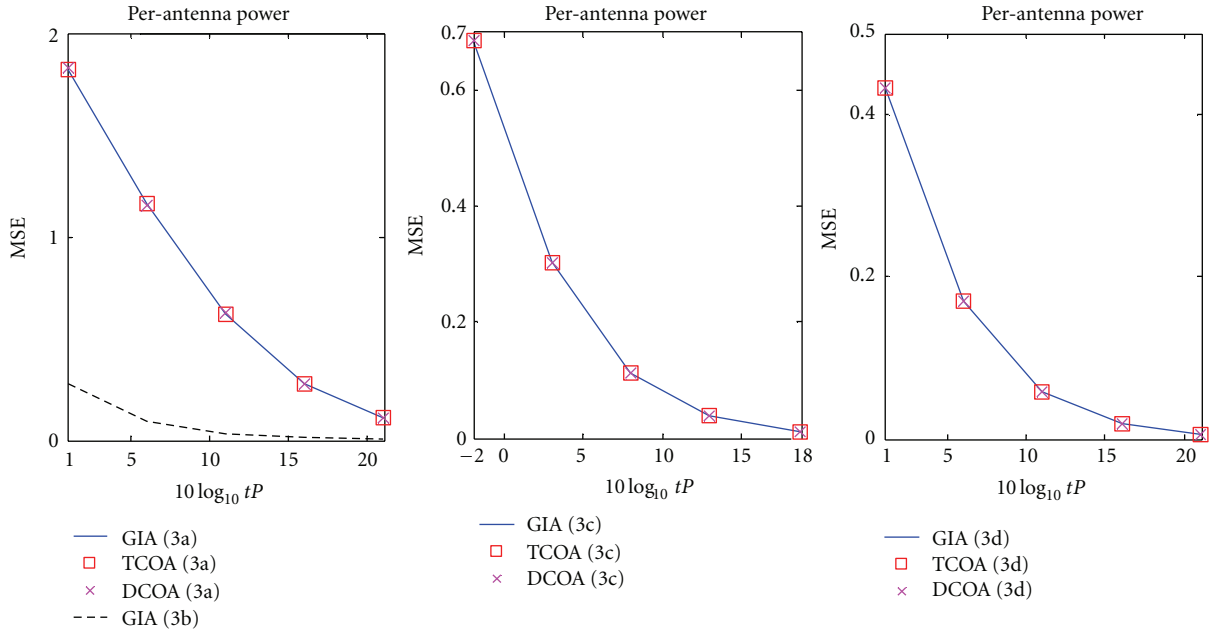 Per-antenna power
2
1
0
MSE
1
5
10
15
20
10 log10 tP
GIA (3a)
TCOA (3a)
DCOA (3a)
GIA (3b)
Per-antenna power
0.7
0.6
0.4
0.2
0
MSE
−2
0
5
10
15
18
10 log10 tP
GIA (3c)
TCOA (3c)
DCOA (3c)
Per-antenna power
0.5
0.4
0.2
0
MSE
1
5
10
15
20
10 log10 tP
GIA (3d)
TCOA (3d)
DCOA (3d)